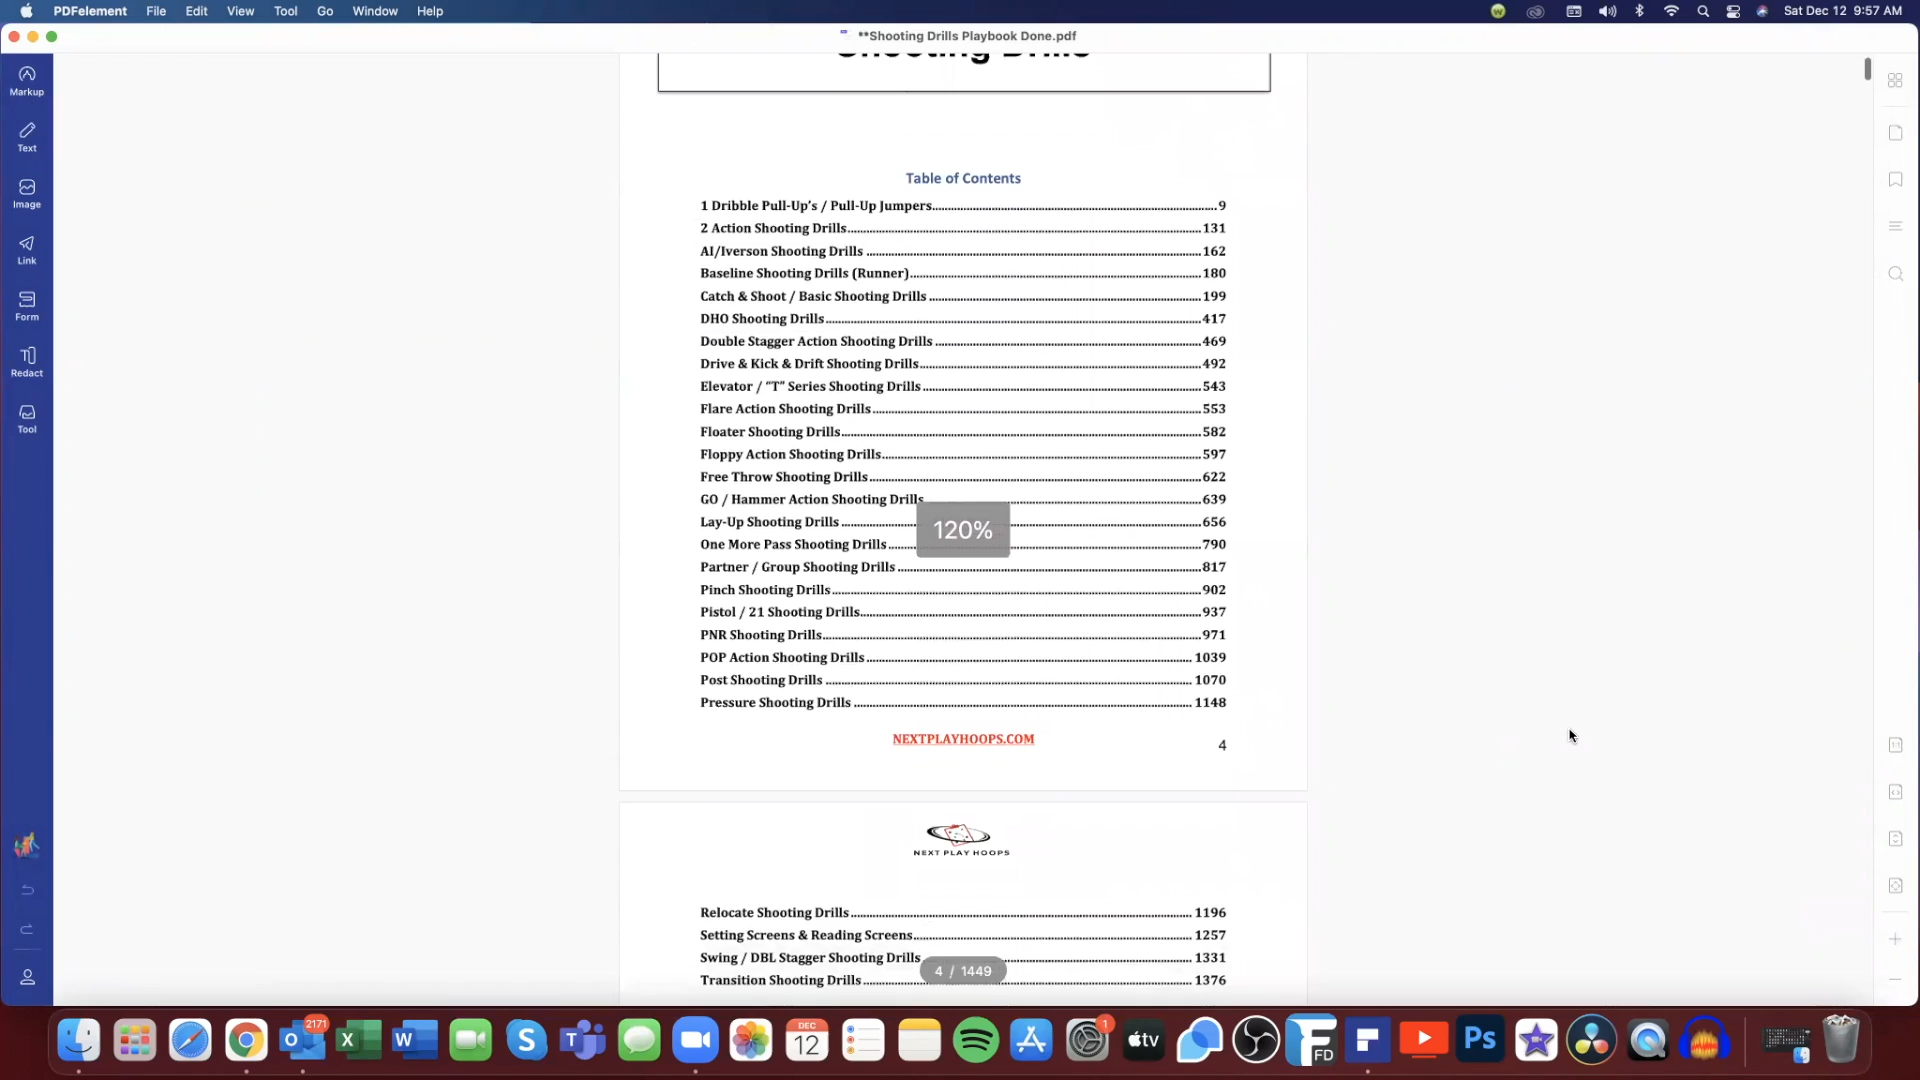 PDFelement File Edit View Tool Go Window Help Sat Dec 12 9:57 AM
**Shooting Drills Playbook Done.pdf
Markup
Text
Image
Link
Form
Redact
Tool
Shooting Drills
Table of Contents
1 Dribble Pull-Up's / Pull-Up Jumpers 9
2 Action Shooting Drills 131
AI/Iverson Shooting Drills 162
Baseline Shooting Drills (Runner) 180
Catch & Shoot / Basic Shooting Drills 199
DHO Shooting Drills 417
Double Stagger Action Shooting Drills 469
Drive & Kick & Drift Shooting Drills 492
Elevator / "T" Series Shooting Drills 543
Flare Action Shooting Drills 553
Floater Shooting Drills 582
Floppy Action Shooting Drills 597
Free Throw Shooting Drills 622
GO / Hammer Action Shooting Drills 639
Lay-Up Shooting Drills 656
120%
One More Pass Shooting Drills 790
Partner / Group Shooting Drills 817
Pinch Shooting Drills 902
Pistol / 21 Shooting Drills 937
PNR Shooting Drills 971
POP Action Shooting Drills 1039
Post Shooting Drills 1070
Pressure Shooting Drills 1148
NEXTPLAYHOOPS.COM 4
NEXT PLAY HOOPS
Relocate Shooting Drills 1196
Setting Screens & Reading Screens 1257
Swing / DBL Stagger Shooting Drills 1331
4 / 1449
Transition Shooting Drills 1376
2171
DEC
12
1
tv
FD
Ps